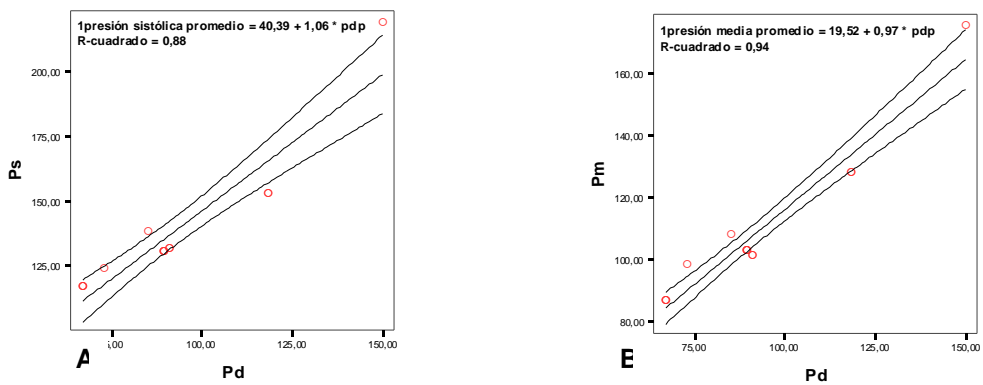 1presión sistólica promedio = 40,39 + 1,06 * pdp
R-cuadrado = 0,88
200,00
175,00
150,00
125,00
Ps
100,00
125,00
150,00
Pd
A
1presión media promedio = 19,52 + 0,97 * pdp
R-cuadrado = 0,94
160,00
140,00
120,00
100,00
80,00
Pm
75,00
100,00
125,00
150,00
Pd
B